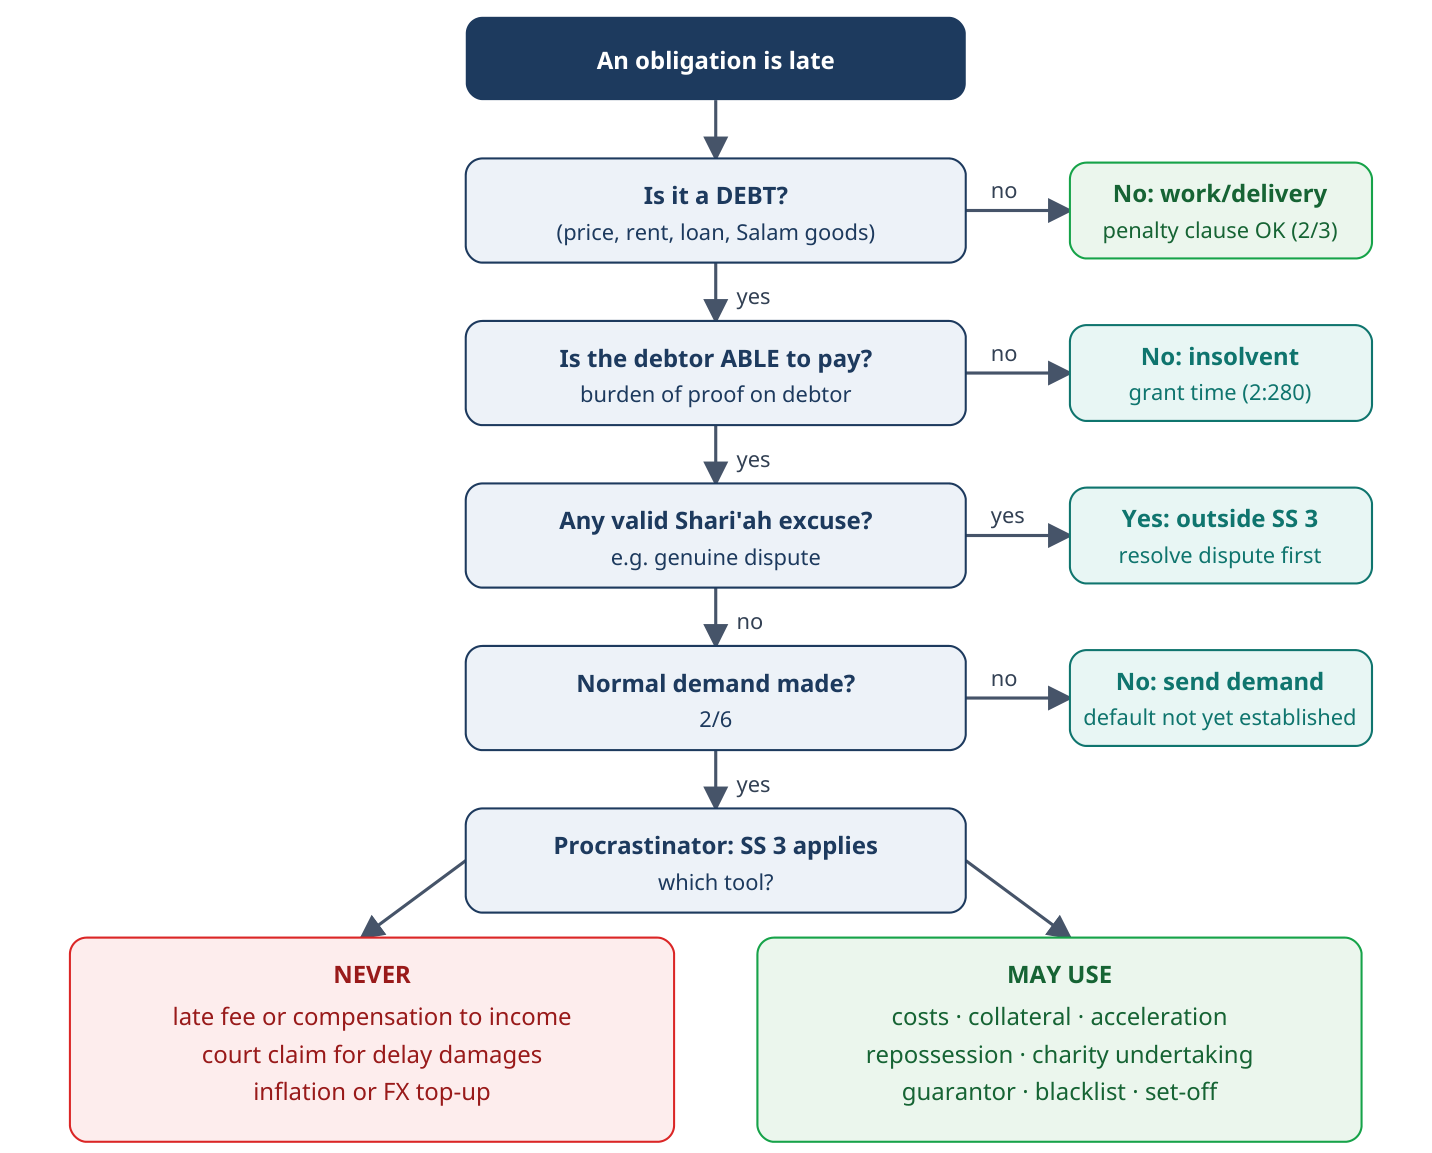 An obligation is late
Is it a DEBT?
(price, rent, loan, Salam goods)
no
No: work/delivery
penalty clause OK (2/3)
yes
Is the debtor ABLE to pay?
burden of proof on debtor
no
No: insolvent
grant time (2:280)
yes
Any valid Shari'ah excuse?
e.g. genuine dispute
yes
Yes: outside SS 3
resolve dispute first
no
Normal demand made?
2/6
no
No: send demand
default not yet established
yes
Procrastinator: SS 3 applies
which tool?
NEVER
late fee or compensation to income
court claim for delay damages
inflation or FX top-up
MAY USE
costs · collateral · acceleration
repossession · charity undertaking
guarantor · blacklist · set-off